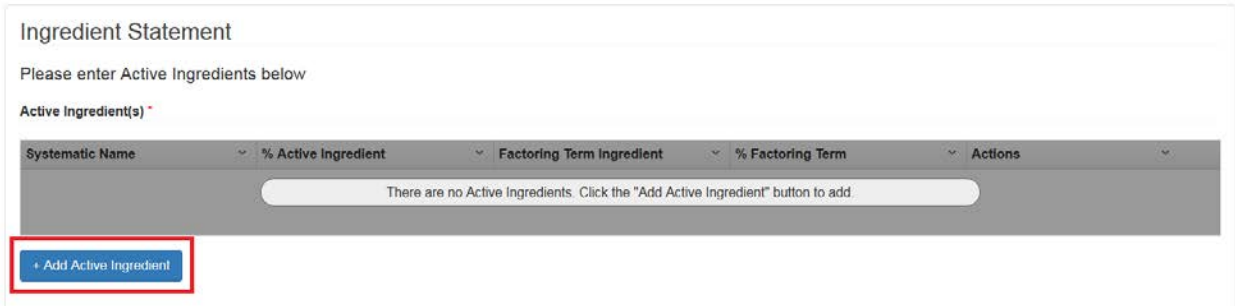 Ingredient Statement
Please enter Active Ingredients below
Active Ingredient(s) *
Systematic Name % Active Ingredient Factoring Term Ingredient % Factoring Term Actions
There are no Active Ingredients. Click the "Add Active Ingredient" button to add.
+ Add Active Ingredient